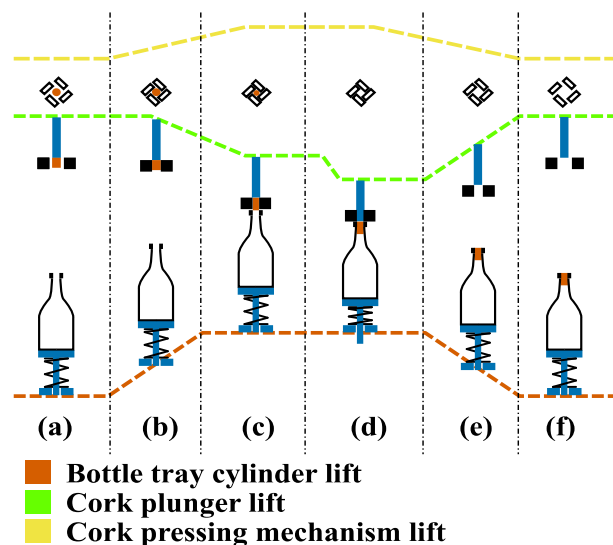 (a) (b) (c) (d) (e) (f)
Bottle tray cylinder lift
Cork plunger lift
Cork pressing mechanism lift